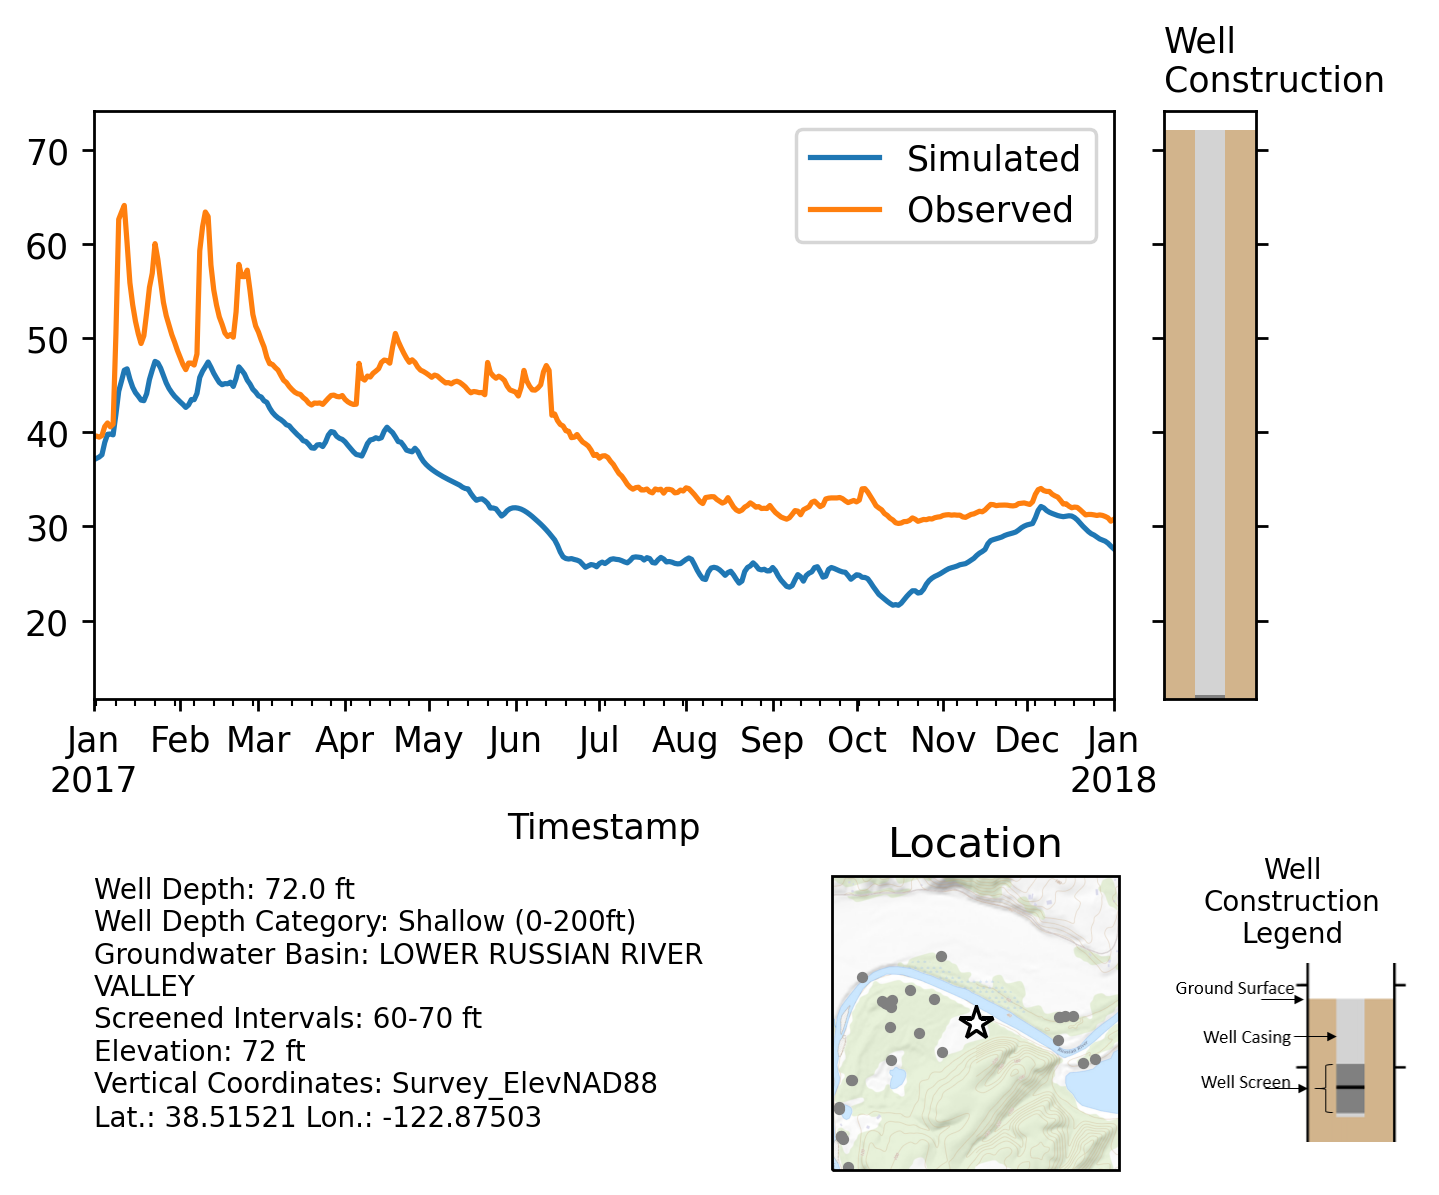 Well
Construction
70
60
50
40
30
20
Simulated
Observed
Jan Feb Mar Apr May Jun Jul Aug Sep Oct Nov Dec Jan
2017 2018
Timestamp
Well Depth: 72.0 ft
Well Depth Category: Shallow (0-200ft)
Groundwater Basin: LOWER RUSSIAN RIVER
VALLEY
Screened Intervals: 60-70 ft
Elevation: 72 ft
Vertical Coordinates: Survey_ElevNAD88
Lat.: 38.51521 Lon.: -122.87503
Location
Russian River
Well
Construction
Legend
Ground Surface
Well Casing
Well Screen